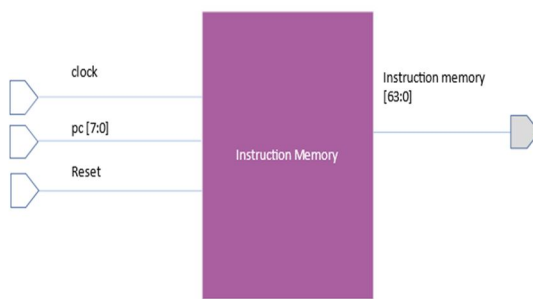 clock
pc [7:0]
Reset
Instruction Memory
Instruction memory
[63:0]